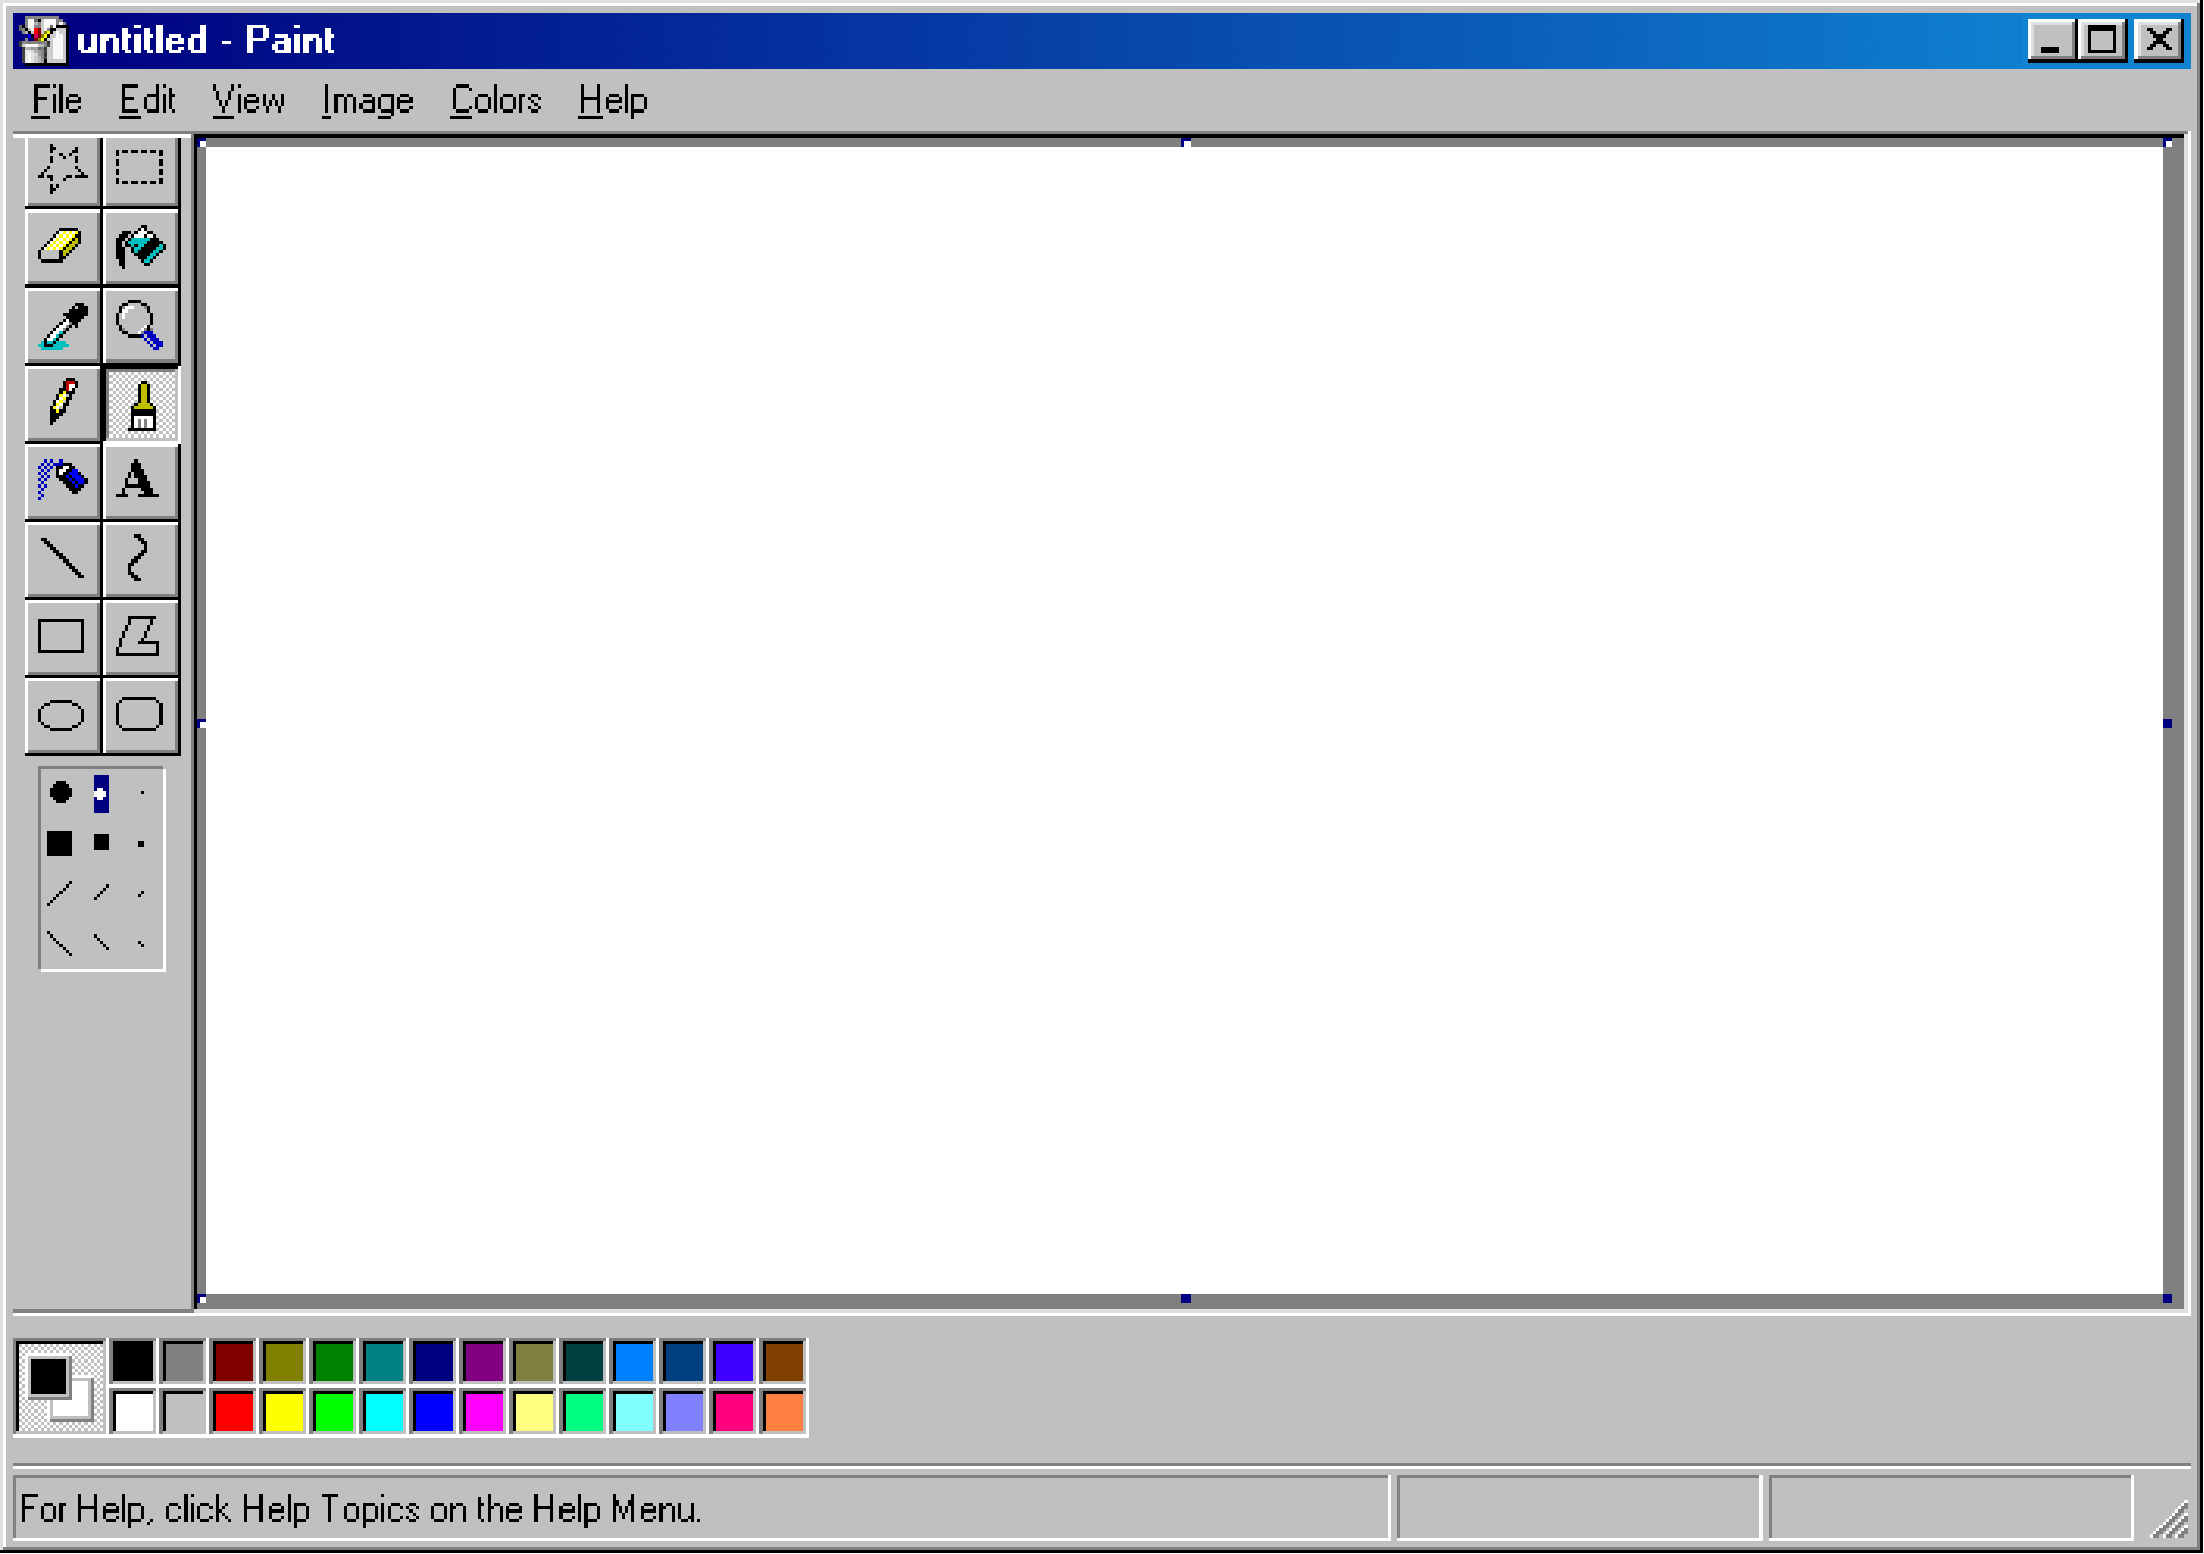 untitled - Paint
File Edit View Image Colors Help
A
For Help, click Help Topics on the Help Menu.